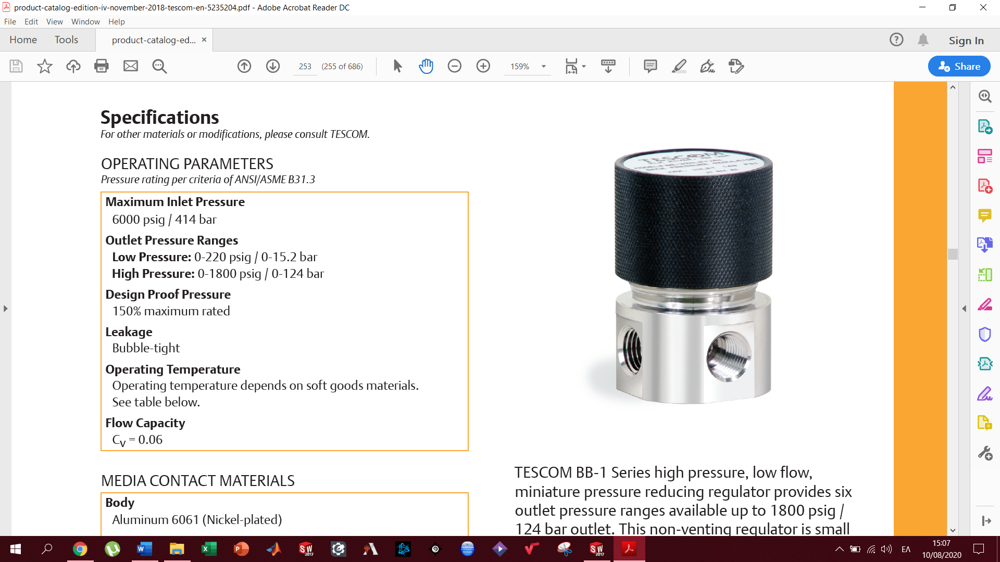 product-catalog-edition-iv-november-2018-tescom-en-5235204.pdf - Adobe Acrobat Reader DC
File Edit View Window Help
Home Tools product-catalog-ed... × Sign In
253 (255 of 686) 159% Share
Specifications
For other materials or modifications, please consult TESCOM.
OPERATING PARAMETERS
Pressure rating per criteria of ANSI/ASME B31.3
Maximum Inlet Pressure
6000 psig / 414 bar
Outlet Pressure Ranges
Low Pressure: 0-220 psig / 0-15.2 bar
High Pressure: 0-1800 psig / 0-124 bar
Design Proof Pressure
150% maximum rated
Leakage
Bubble-tight
Operating Temperature
Operating temperature depends on soft goods materials.
See table below.
Flow Capacity
CV = 0.06
MEDIA CONTACT MATERIALS
Body
Aluminum 6061 (Nickel-plated)
TESCOM
TESCOM BB-1 Series high pressure, low flow,
miniature pressure reducing regulator provides six
outlet pressure ranges available up to 1800 psig /
124 bar outlet. This non-venting regulator is small
ΕΛ
15:07
10/08/2020